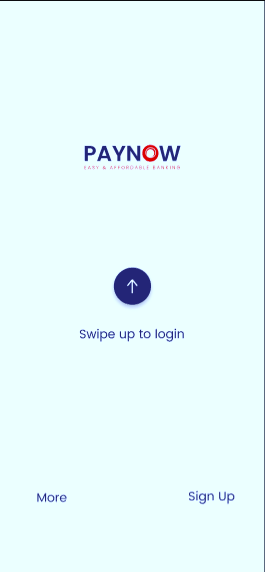 PAYNOW
EASY & AFFORDABLE BANKING
Swipe up to login
More
Sign Up